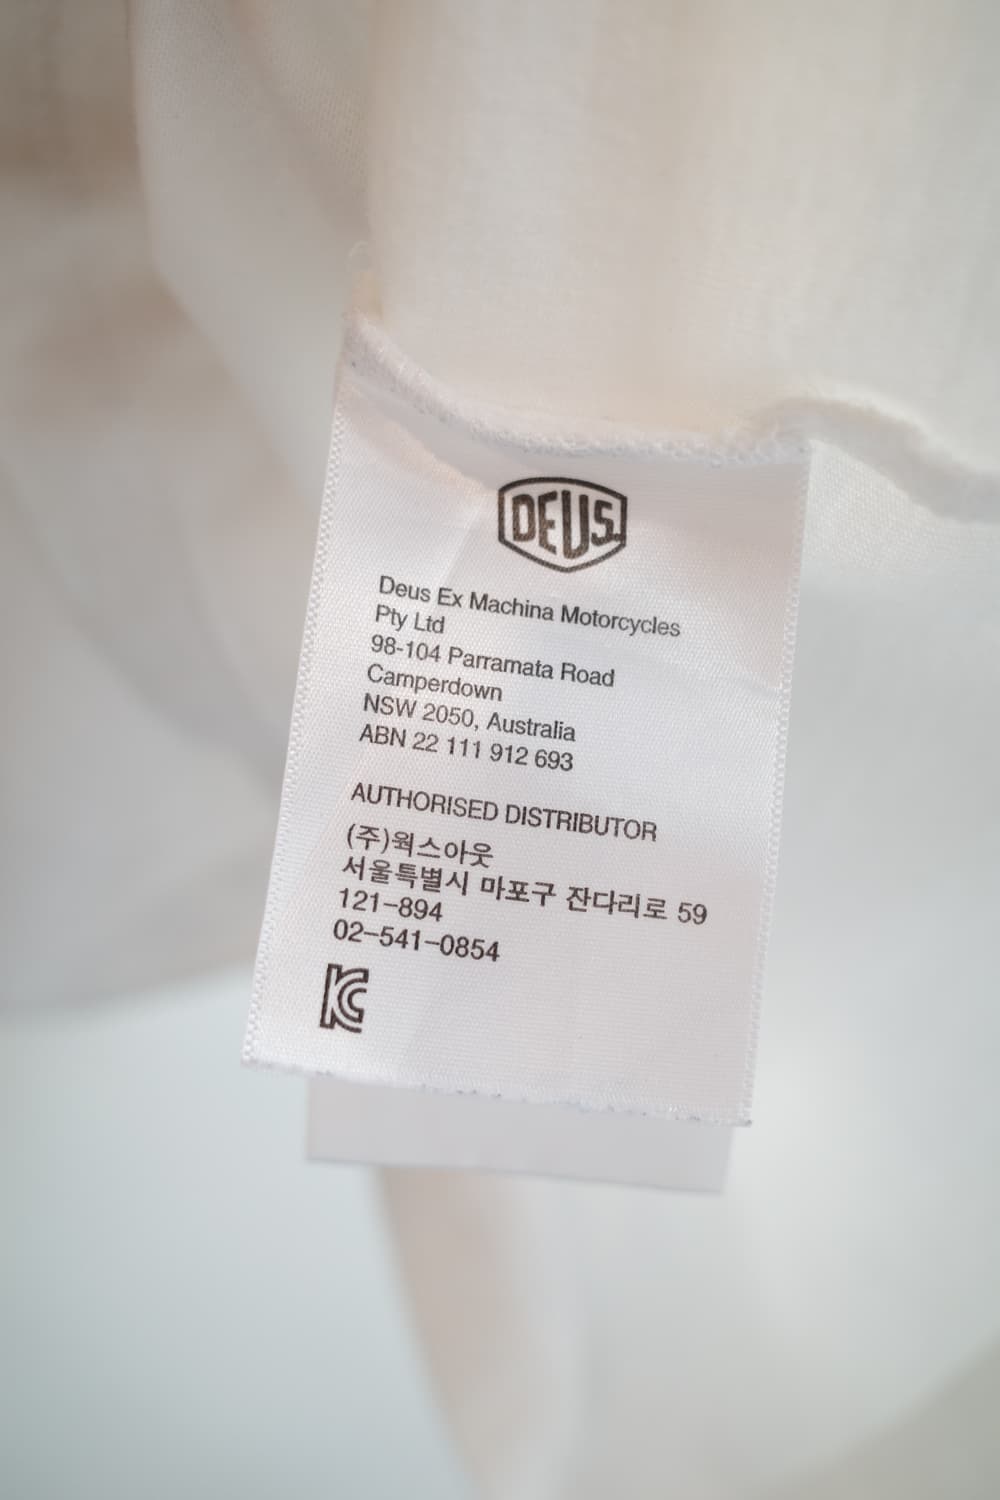 DEUS.
Deus Ex Machina Motorcycles
Pty Ltd
98-104 Parramata Road
Camperdown
NSW 2050, Australia
ABN 22 111 912 693
AUTHORISED DISTRIBUTOR
(주)웍스아웃
서울특별시 마포구 잔다리로 59
121-894
02-541-0854
KC